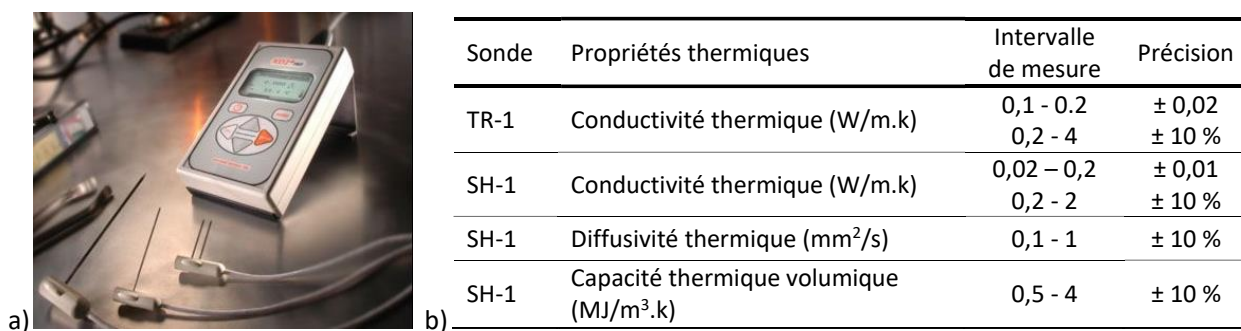 a)
b)
Sonde Propriétés thermiques Intervalle de mesure Précision
TR-1 Conductivité thermique (W/m.k) 0,1 - 0.2 ± 0,02
0,2 - 4 ± 10 %
SH-1 Conductivité thermique (W/m.k) 0,02 – 0,2 ± 0,01
0,2 - 2 ± 10 %
SH-1 Diffusivité thermique (mm²/s) 0,1 - 1 ± 10 %
SH-1 Capacité thermique volumique
(MJ/m³.k) 0,5 - 4 ± 10 %